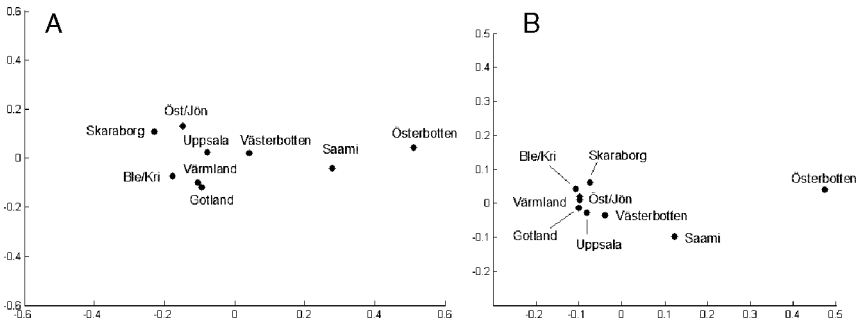 A
0.6
0.4
0.2
0
-0.2
-0.4
-0.6
-0.6 -0.4 -0.2 0 0.2 0.4 0.6
Öst/Jön
Skaraborg
Uppsala
Västerbotten
Österbotten
Saami
Ble/Kri
Värmland
Gotland
B
0.5
0.4
0.3
0.2
0.1
0
-0.1
-0.2
-0.2 -0.1 0 0.1 0.2 0.3 0.4 0.5
Ble/Kri
Skaraborg
Österbotten
Värmland
Öst/Jön
Västerbotten
Gotland
Uppsala
Saami